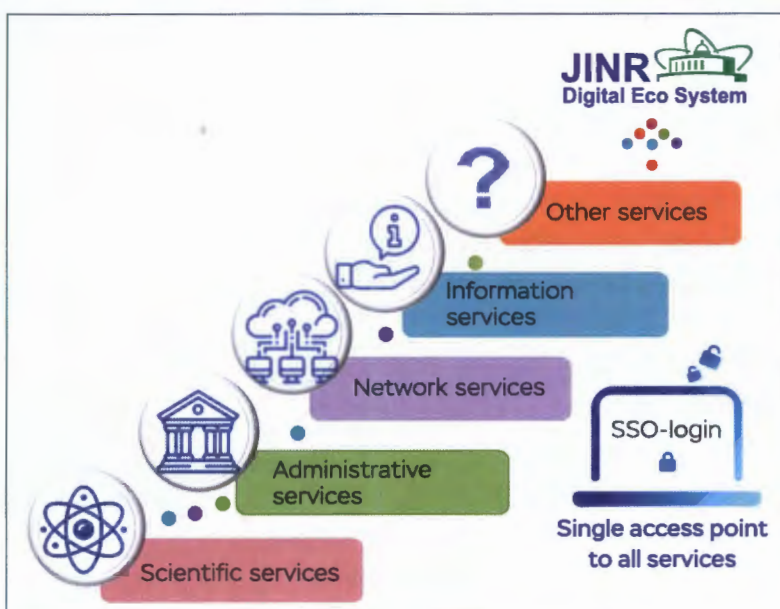 JINR
Digital Eco System
?
Other services
i
Information
services
Network services
SSO-login
Administrative
services
Single access point
to all services
Scientific services